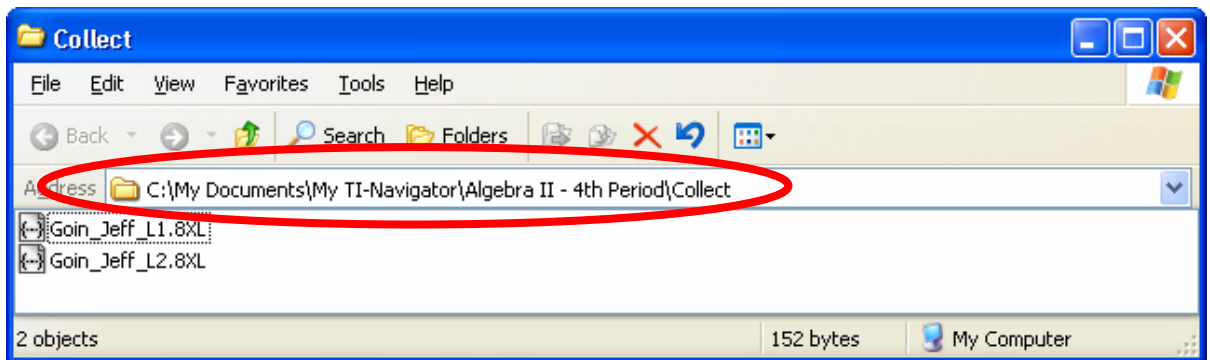 Collect
File Edit View Favorites Tools Help
Back Search Folders
Address C:\My Documents\My TI-Navigator\Algebra II - 4th Period\Collect
Goin_Jeff_L1.8XL
Goin_Jeff_L2.8XL
2 objects 152 bytes My Computer